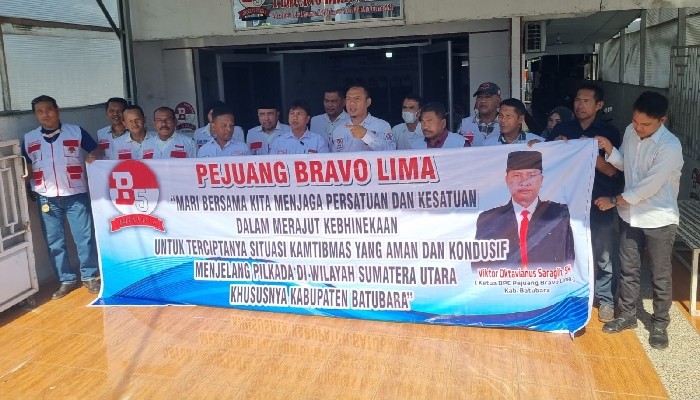 PEJUANG BRAVO LIMA
"MARI BERSAMA KITA MENJAGA PERSATUAN DAN KESATUAN
DALAM MERAJUT KEBHINEKAAN
UNTUK TERCIPTANYA SITUASI KAMTIBMAS YANG AMAN DAN KONDUSIF
MENJELANG PILKADA DI WILAYAH SUMATERA UTARA
KHUSUSNYA KABUPATEN BATUBARA"
B5
Viktor Oktavianus Saragih SH
( Ketua DPC Pejuang Bravo Lima )
Kab. Batubara